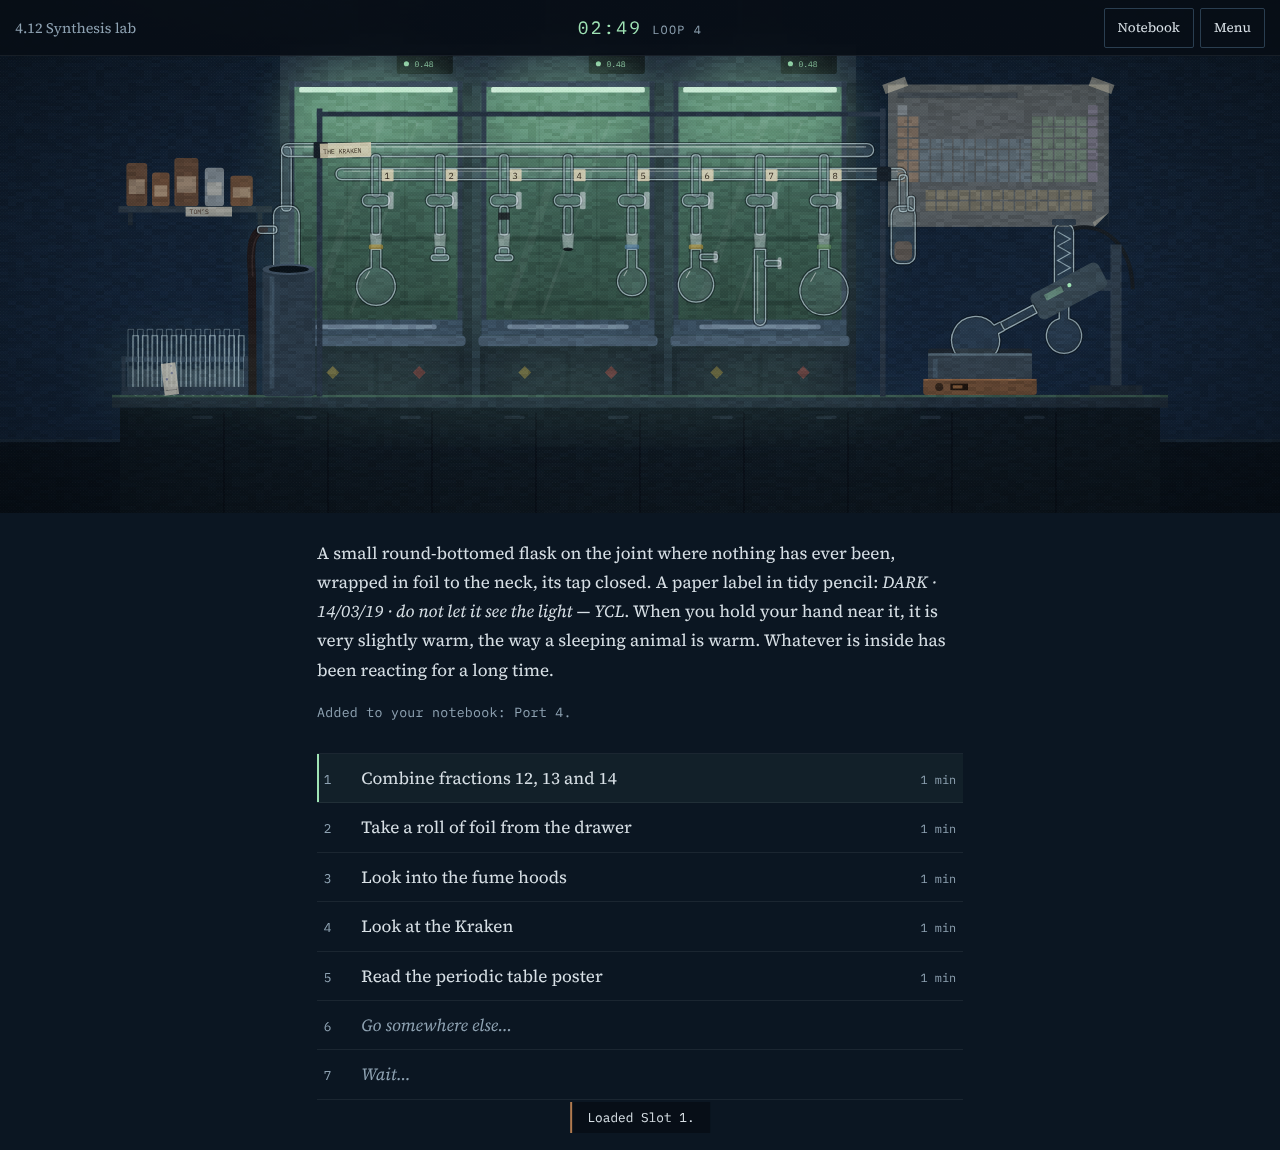 4.12 Synthesis lab
02:49 LOOP 4
Notebook
Menu
0.48
0.48
0.48
THE KRAKEN
1 2 3 4 5 6 7 8
TOM'S
A small round-bottomed flask on the joint where nothing has ever been,
wrapped in foil to the neck, its tap closed. A paper label in tidy pencil: DARK ·
14/03/19 · do not let it see the light — YCL. When you hold your hand near it, it is
very slightly warm, the way a sleeping animal is warm. Whatever is inside has
been reacting for a long time.
Added to your notebook: Port 4.
1 Combine fractions 12, 13 and 14 1 min
2 Take a roll of foil from the drawer 1 min
3 Look into the fume hoods 1 min
4 Look at the Kraken 1 min
5 Read the periodic table poster 1 min
6 Go somewhere else...
7 Wait...
Loaded Slot 1.